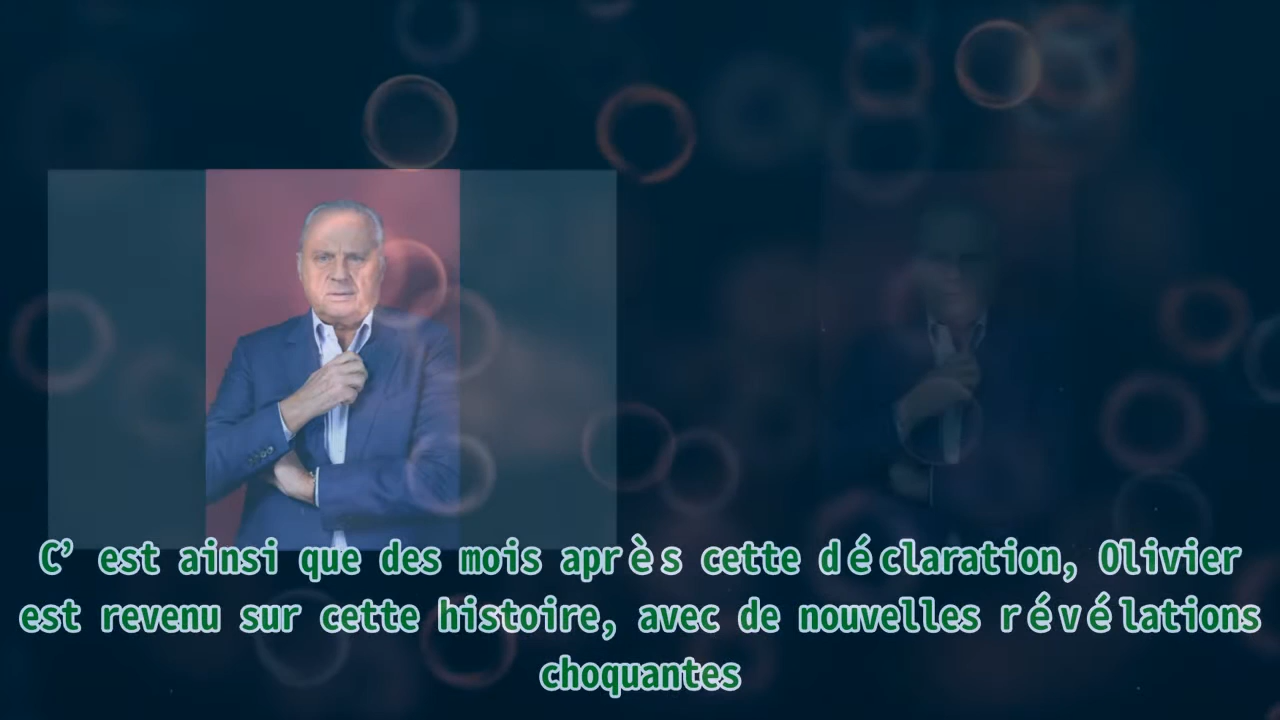 C’ est ainsi que des mois après cette déclaration, Olivier
est revenu sur cette histoire, avec de nouvelles révélations
choquantes